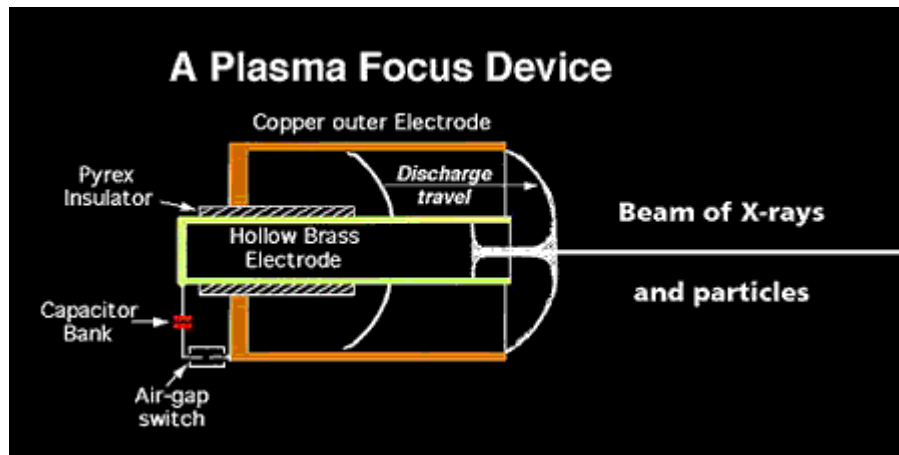 A Plasma Focus Device
Copper outer Electrode
Pyrex
Insulator
Discharge
travel
Hollow Brass
Electrode
Beam of X-rays
and particles
Capacitor
Bank
Air-gap
switch